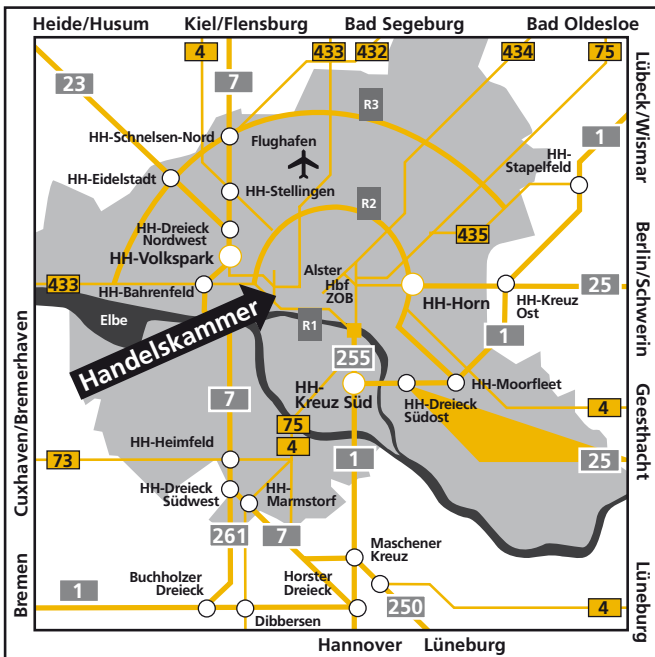 Heide/Husum
Kiel/Flensburg
Bad Segeburg
Bad Oldesloe
4
433
432
434
75
23
7
Lübeck/Wismar
R3
HH-Schnelsen-Nord
Flughafen
1
HH-
Stapelfeld
HH-Eidelstadt
HH-Stellingen
R2
HH-Dreieck
Nordwest
435
HH-Volkspark
Alster
Hbf
ZOB
Berlin/Schwerin
433
HH-Bahrenfeld
25
HH-Horn
HH-Kreuz
Ost
Elbe
Handelskammer
R1
1
255
HH-
Kreuz Süd
HH-Moorfleet
HH-Dreieck
Südost
7
4
75
4
Geesthacht
Cuxhaven/Bremerhaven
HH-Heimfeld
73
1
25
HH-Dreieck
Südwest
HH-
Marmstorf
261
7
Maschener
Kreuz
Bremen
1
Buchholzer
Dreieck
Horster
Dreieck
250
4
Lüneburg
Dibbersen
Hannover
Lüneburg